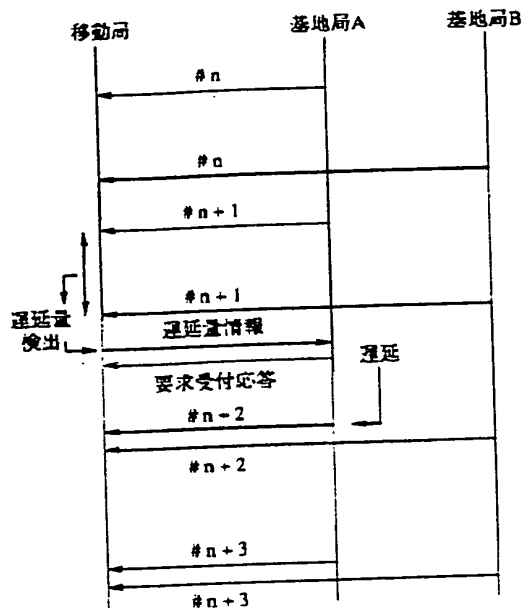 移動局
基地局A
基地局B
#n
#n
#n+1
#n+1
遅延量
検出
遅延量情報
要求受付応答
遅延
#n+2
#n+2
#n+3
#n+3